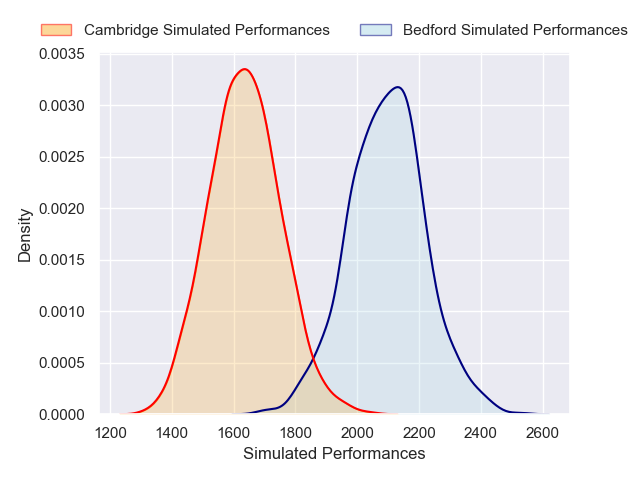 Cambridge Simulated Performances Bedford Simulated Performances
0.0035
0.0030
0.0025
0.0020
0.0015
0.0010
0.0005
0.0000
Density
1200 1400 1600 1800 2000 2200 2400 2600
Simulated Performances